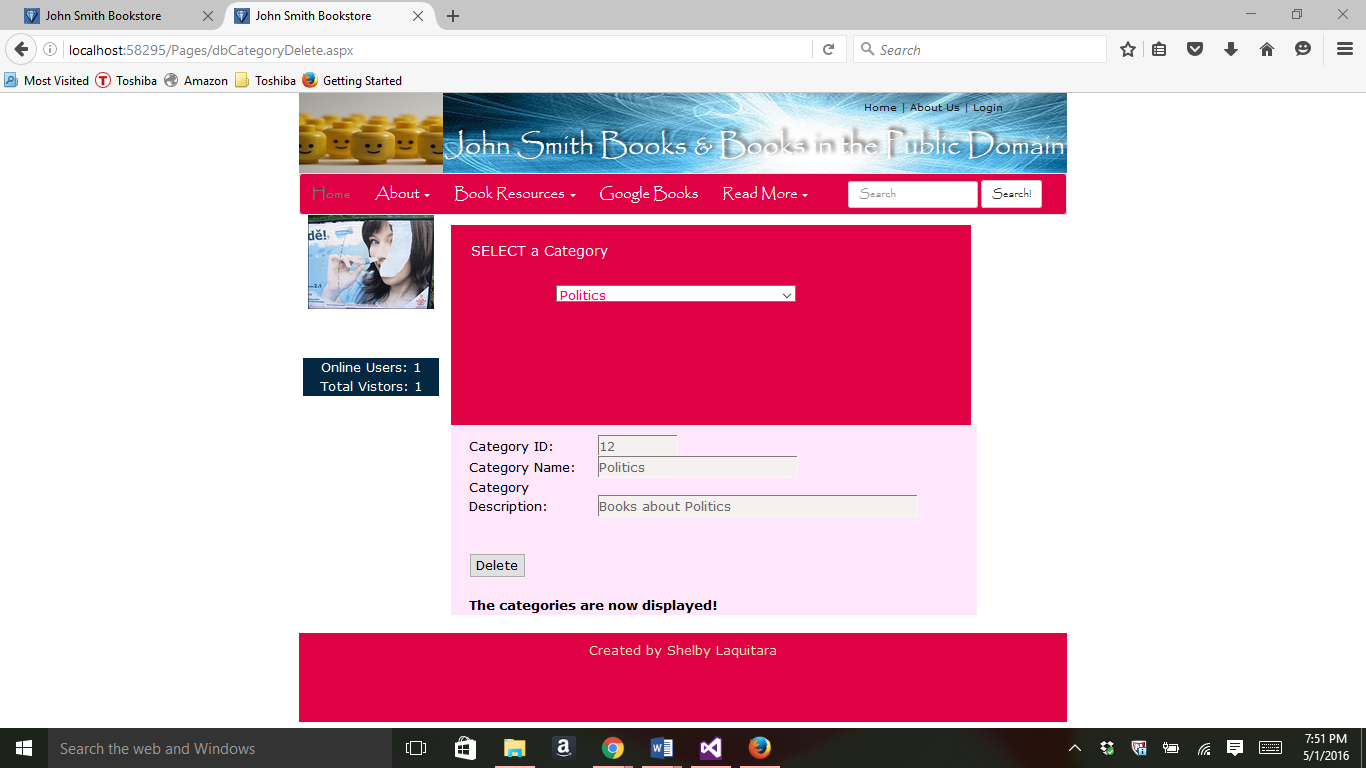 John Smith Bookstore
John Smith Bookstore
localhost:58295/Pages/dbCategoryDelete.aspx
Search
Most Visited Toshiba Amazon Toshiba Getting Started
Home | About Us | Login
John Smith Books & Books in the Public Domain
Home About Book Resources Google Books Read More Search Search!
dě!
SELECT a Category
Politics
Online Users: 1
Total Vistors: 1
Category ID: 12
Category Name: Politics
Category
Description: Books about Politics
Delete
The categories are now displayed!
Created by Shelby Laquitara
Search the web and Windows
7:51 PM
5/1/2016